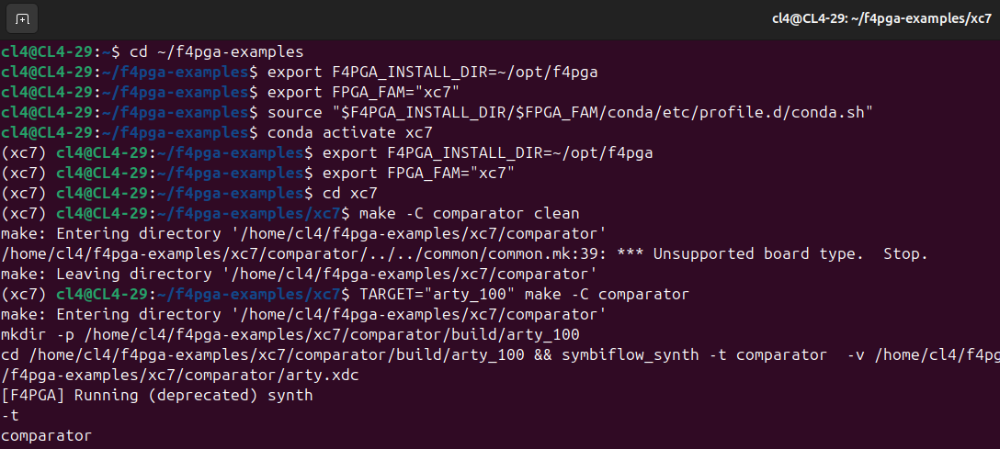 cl4@CL4-29: ~/f4pga-examples/xc7
cl4@CL4-29:~$ cd ~/f4pga-examples
cl4@CL4-29:~/f4pga-examples$ export F4PGA_INSTALL_DIR=~/opt/f4pga
cl4@CL4-29:~/f4pga-examples$ export FPGA_FAM="xc7"
cl4@CL4-29:~/f4pga-examples$ source "$F4PGA_INSTALL_DIR/$FPGA_FAM/conda/etc/profile.d/conda.sh"
cl4@CL4-29:~/f4pga-examples$ conda activate xc7
(xc7) cl4@CL4-29:~/f4pga-examples$ export F4PGA_INSTALL_DIR=~/opt/f4pga
(xc7) cl4@CL4-29:~/f4pga-examples$ export FPGA_FAM="xc7"
(xc7) cl4@CL4-29:~/f4pga-examples$ cd xc7
(xc7) cl4@CL4-29:~/f4pga-examples/xc7$ make -C comparator clean
make: Entering directory '/home/cl4/f4pga-examples/xc7/comparator'
/home/cl4/f4pga-examples/xc7/comparator/../../common/common.mk:39: *** Unsupported board type.  Stop.
make: Leaving directory '/home/cl4/f4pga-examples/xc7/comparator'
(xc7) cl4@CL4-29:~/f4pga-examples/xc7$ TARGET="arty_100" make -C comparator
make: Entering directory '/home/cl4/f4pga-examples/xc7/comparator'
mkdir -p /home/cl4/f4pga-examples/xc7/comparator/build/arty_100
cd /home/cl4/f4pga-examples/xc7/comparator/build/arty_100 && symbiflow_synth -t comparator  -v /home/cl4/f4pg
/f4pga-examples/xc7/comparator/arty.xdc
[F4PGA] Running (deprecated) synth
-t
comparator